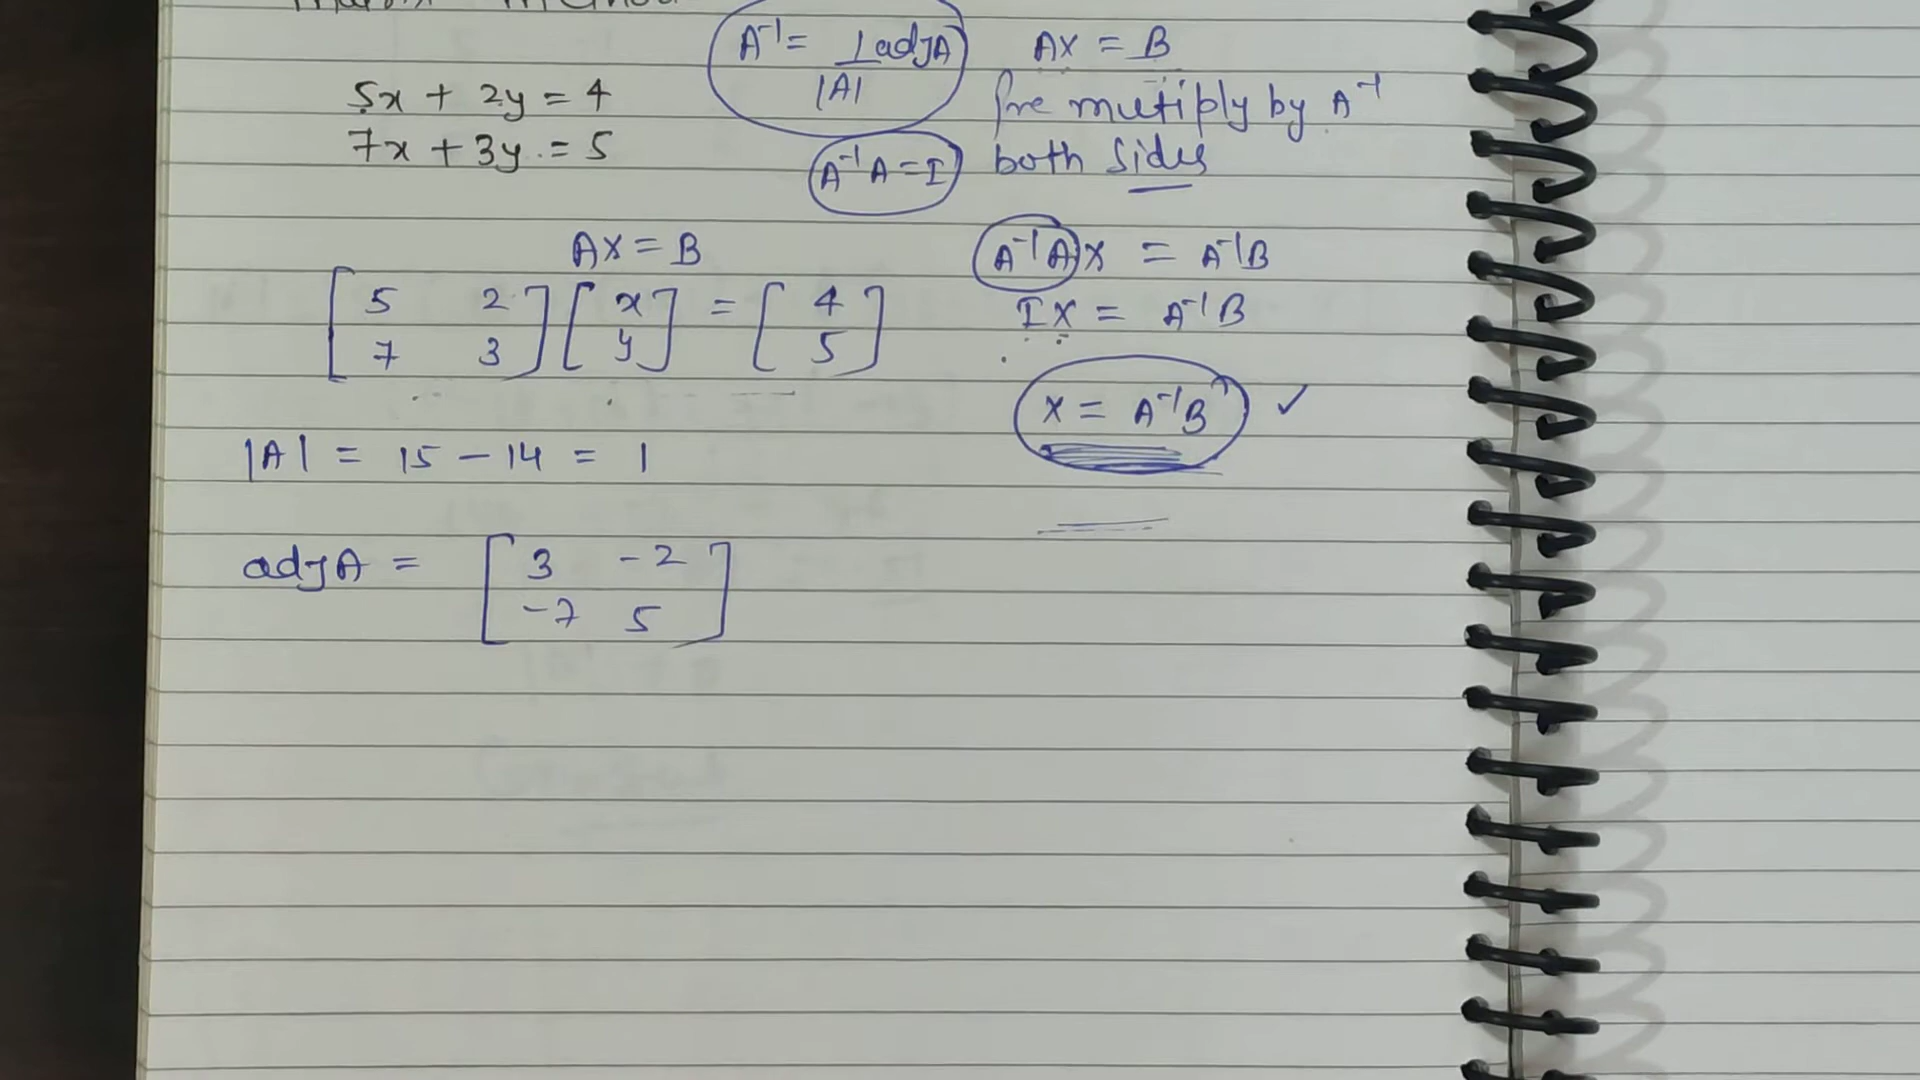 5x + 2y = 4
7x + 3y = 5
A⁻¹ = 1 adjA
|A|
A⁻¹A = I
AX = B
Pre mutiply by A⁻¹
both sides
AX = B
[5 2
7 3] [x
y] = [4
5]
|A| = 15 - 14 = 1
adjA = [3 -2
-7 5]
A⁻¹AX = A⁻¹B
IX = A⁻¹B
X = A⁻¹B ✓